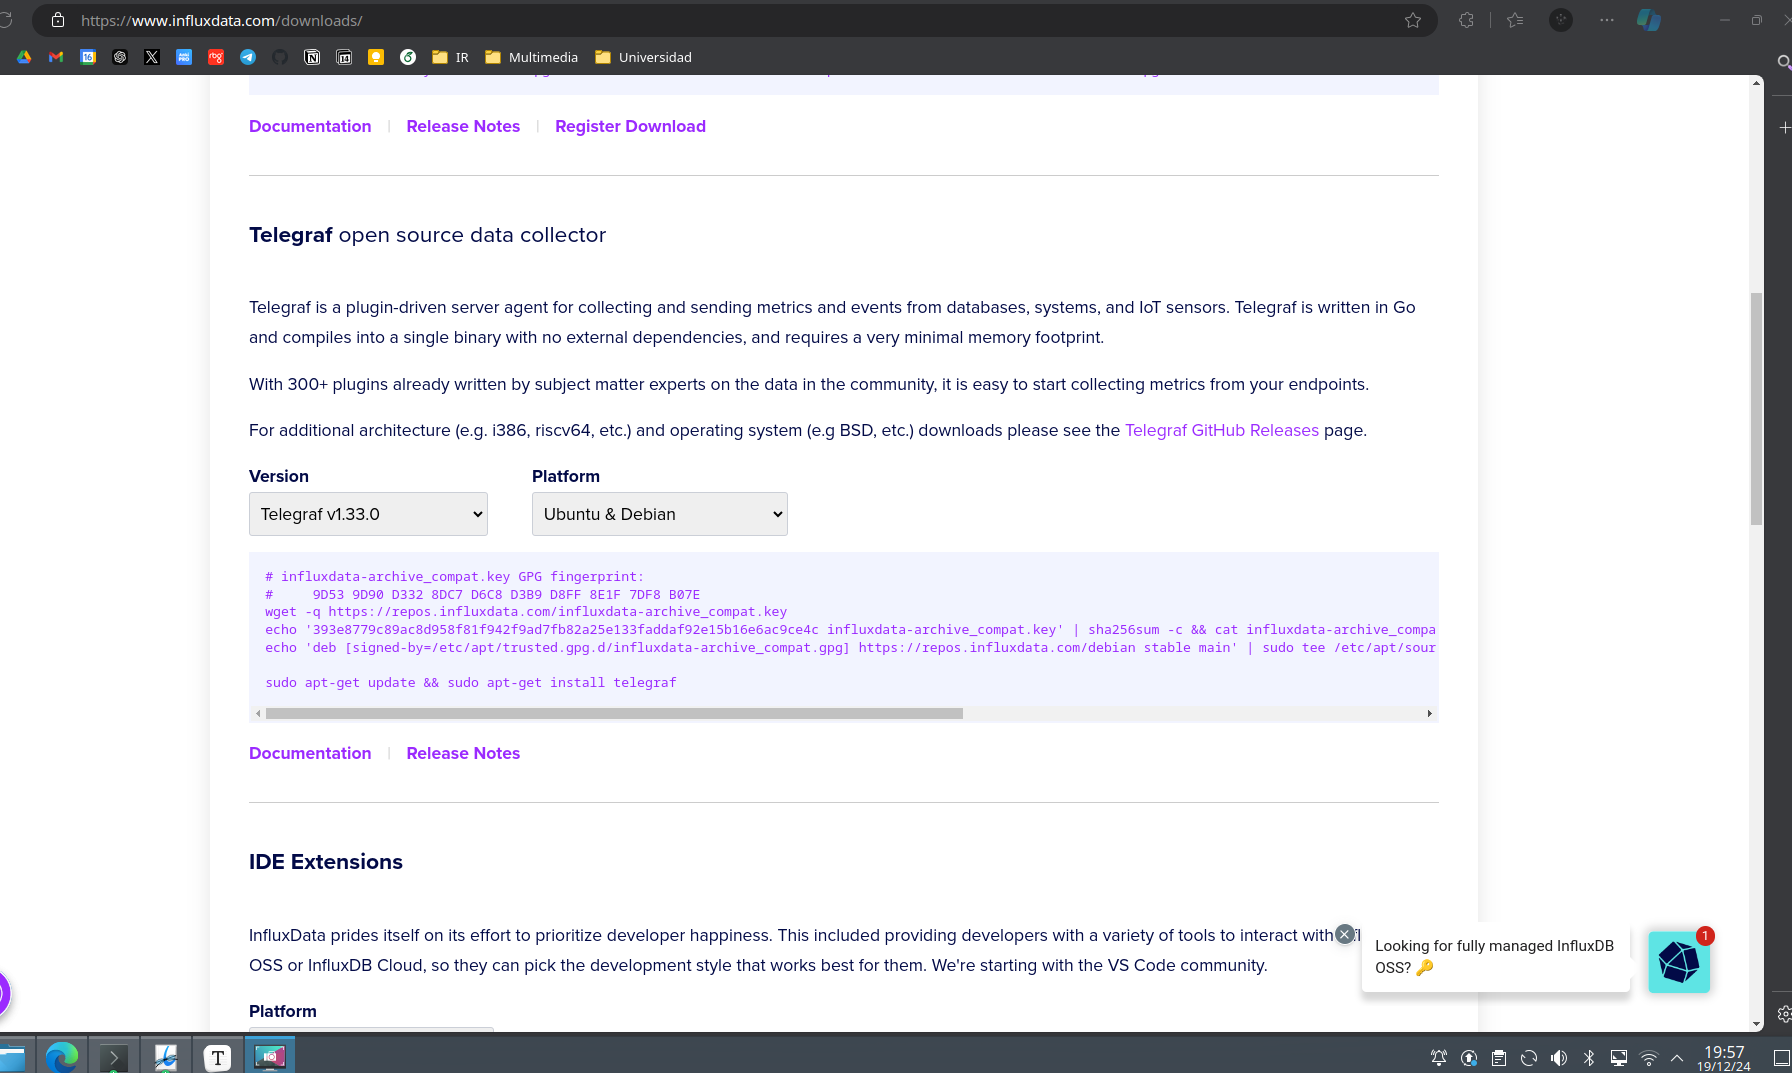 https://www.influxdata.com/downloads/
IR
Multimedia
Universidad
Documentation | Release Notes | Register Download
Telegraf open source data collector
Telegraf is a plugin-driven server agent for collecting and sending metrics and events from databases, systems, and IoT sensors. Telegraf is written in Go
and compiles into a single binary with no external dependencies, and requires a very minimal memory footprint.
With 300+ plugins already written by subject matter experts on the data in the community, it is easy to start collecting metrics from your endpoints.
For additional architecture (e.g. i386, riscv64, etc.) and operating system (e.g BSD, etc.) downloads please see the Telegraf GitHub Releases page.
Version Platform
Telegraf v1.33.0 Ubuntu & Debian
# influxdata-archive_compat.key GPG fingerprint:
#     9D53 9D90 D332 8DC7 D6C8 D3B9 D8FF 8E1F 7DF8 B07E
wget -q https://repos.influxdata.com/influxdata-archive_compat.key
echo '393e8779c89ac8d958f81f942f9ad7fb82a25e133faddaf92e15b16e6ac9ce4c influxdata-archive_compat.key' | sha256sum -c && cat influxdata-archive_compa
echo 'deb [signed-by=/etc/apt/trusted.gpg.d/influxdata-archive_compat.gpg] https://repos.influxdata.com/debian stable main' | sudo tee /etc/apt/sour
sudo apt-get update && sudo apt-get install telegraf
Documentation | Release Notes
IDE Extensions
InfluxData prides itself on its effort to prioritize developer happiness. This included providing developers with a variety of tools to interact with
OSS or InfluxDB Cloud, so they can pick the development style that works best for them. We're starting with the VS Code community.
Platform
Looking for fully managed InfluxDB
OSS? 🔑
1
19:57
19/12/24